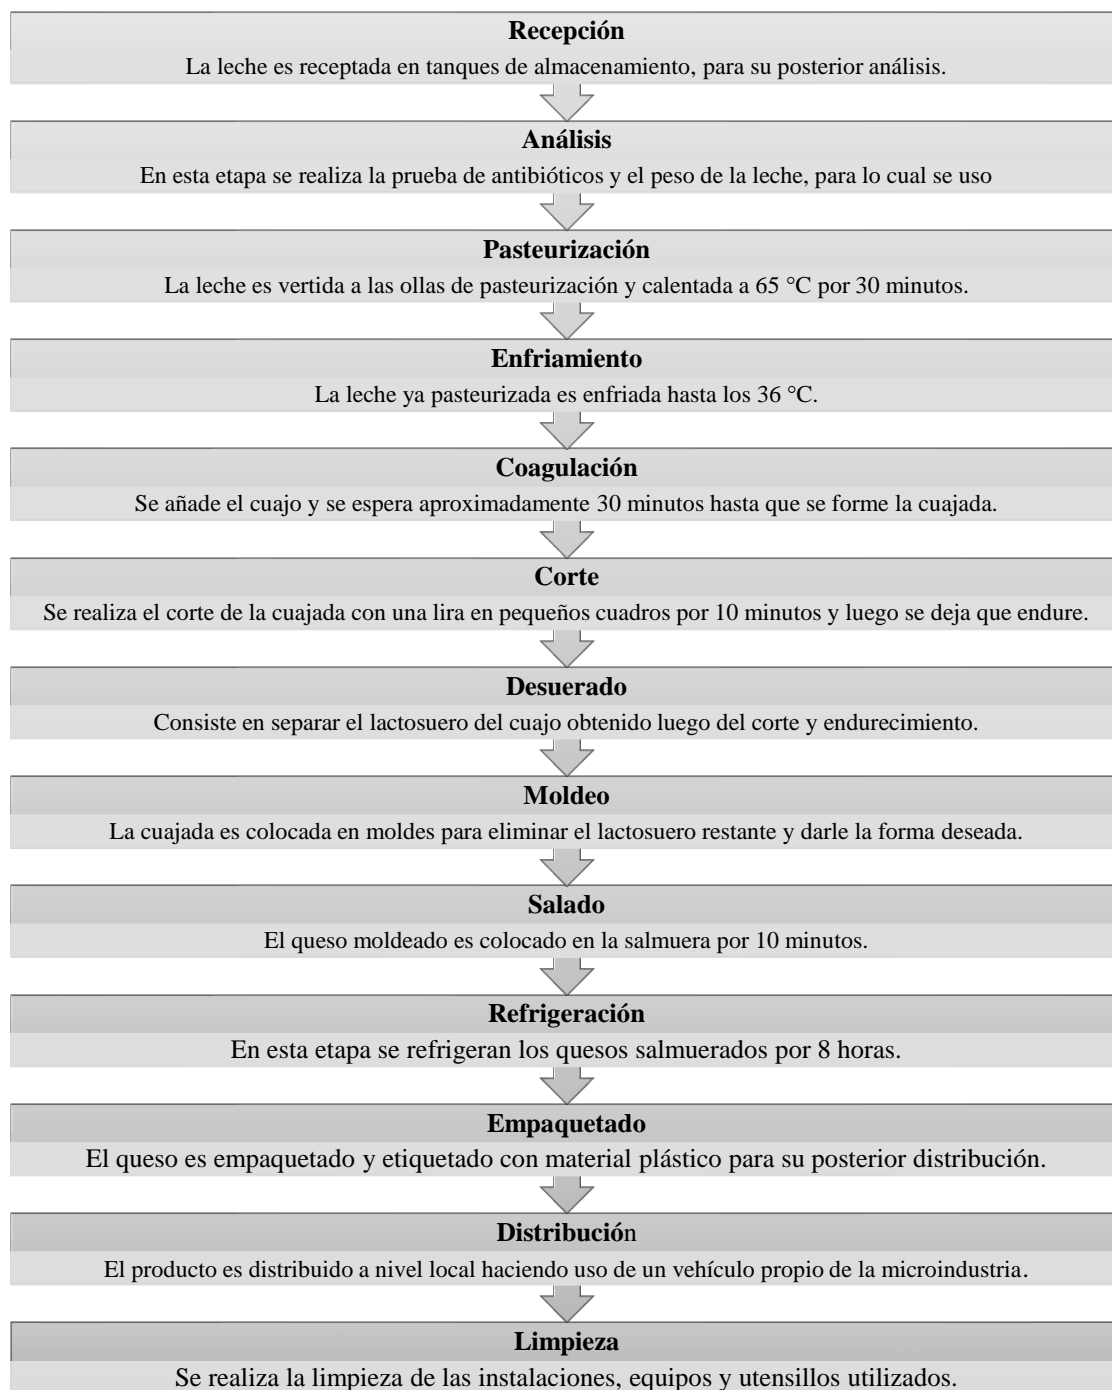 Recepción
La leche es receptada en tanques de almacenamiento, para su posterior análisis.
Análisis
En esta etapa se realiza la prueba de antibióticos y el peso de la leche, para lo cual se uso
Pasteurización
La leche es vertida a las ollas de pasteurización y calentada a 65 °C por 30 minutos.
Enfriamiento
La leche ya pasteurizada es enfriada hasta los 36 °C.
Coagulación
Se añade el cuajo y se espera aproximadamente 30 minutos hasta que se forme la cuajada.
Corte
Se realiza el corte de la cuajada con una lira en pequeños cuadros por 10 minutos y luego se deja que endure.
Desuerado
Consiste en separar el lactosuero del cuajo obtenido luego del corte y endurecimiento.
Moldeo
La cuajada es colocada en moldes para eliminar el lactosuero restante y darle la forma deseada.
Salado
El queso moldeado es colocado en la salmuera por 10 minutos.
Refrigeración
En esta etapa se refrigeran los quesos salmuerados por 8 horas.
Empaquetado
El queso es empaquetado y etiquetado con material plástico para su posterior distribución.
Distribución
El producto es distribuido a nivel local haciendo uso de un vehículo propio de la microindustria.
Limpieza
Se realiza la limpieza de las instalaciones, equipos y utensillos utilizados.